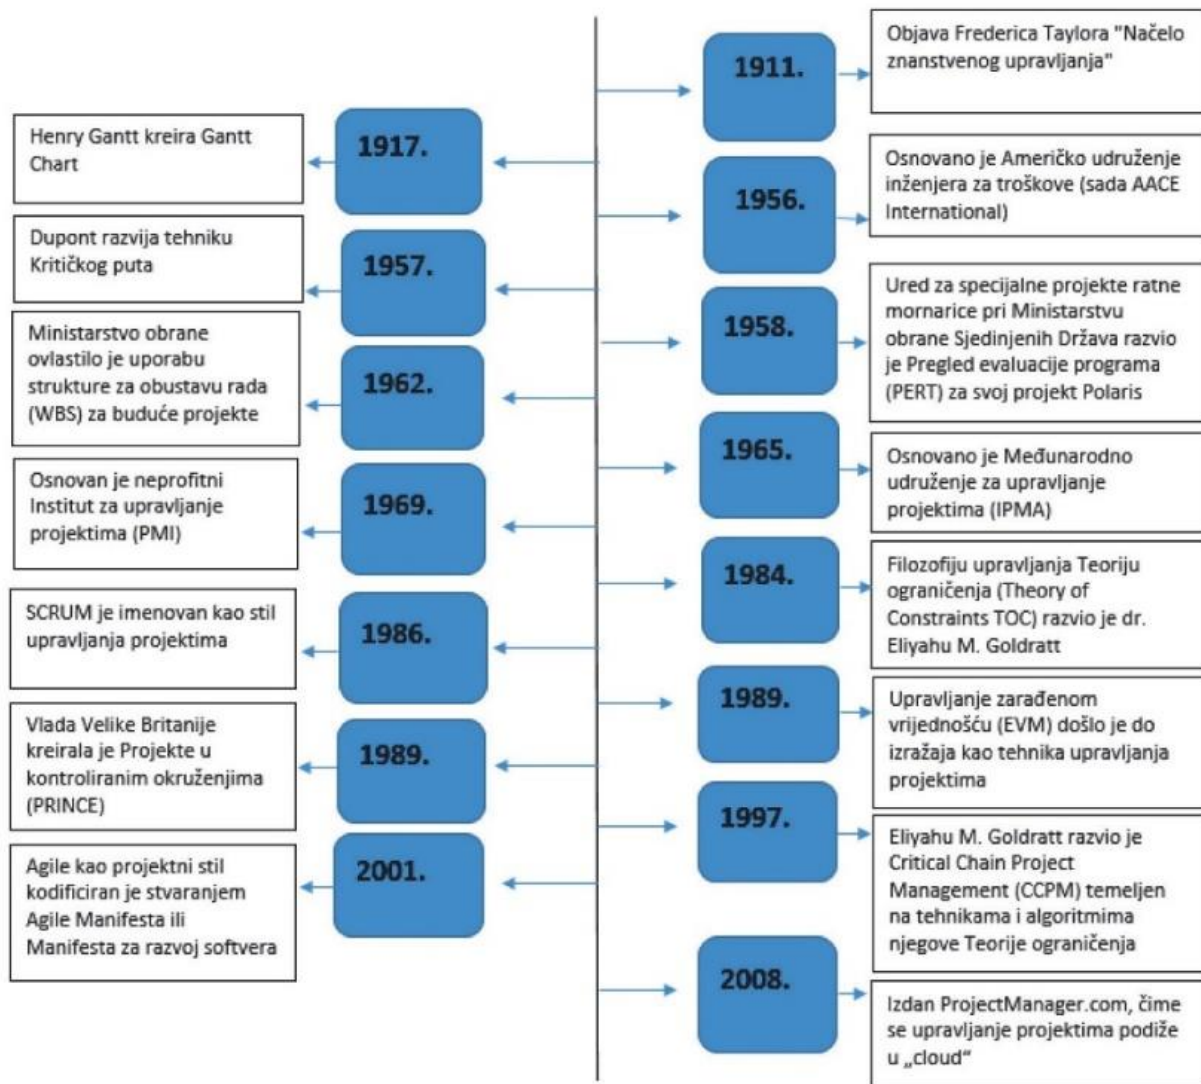 1911.
Objava Frederica Taylora "Načelo
znanstvenog upravljanja"
1917.
Henry Gantt kreira Gantt
Chart
1956.
Osnovano je Američko udruženje
inženjera za troškove (sada AACE
International)
1957.
Dupont razvija tehniku
Kritičkog puta
1958.
Ured za specijalne projekte ratne
mornarice pri Ministarstvu
obrane Sjedinjenih Država razvio
je Pregled evaluacije programa
(PERT) za svoj projekt Polaris
1962.
Ministarstvo obrane
ovlastilo je uporabu
strukture za obustavu rada
(WBS) za buduće projekte
1965.
Osnovano je Međunarodno
udruženje za upravljanje
projektima (IPMA)
1969.
Osnovan je neprofitni
Institut za upravljanje
projektima (PMI)
1984.
Filozofiju upravljanja Teoriju
ograničenja (Theory of
Constraints TOC) razvio je dr.
Eliyahu M. Goldratt
1986.
SCRUM je imenovan kao stil
upravljanja projektima
1989.
Upravljanje zarađenom
vrijednošću (EVM) došlo je do
izražaja kao tehnika upravljanja
projektima
1989.
Vlada Velike Britanije
kreirala je Projekte u
kontroliranim okruženjima
(PRINCE)
1997.
Eliyahu M. Goldratt razvio je
Critical Chain Project
Management (CCPM) temeljen
na tehnikama i algoritmima
njegove Teorije ograničenja
2001.
Agile kao projektni stil
kodificiran je stvaranjem
Agile Manifesta ili
Manifesta za razvoj softvera
2008.
Izdan ProjectManager.com, čime
se upravljanje projektima podiže
u „cloud“